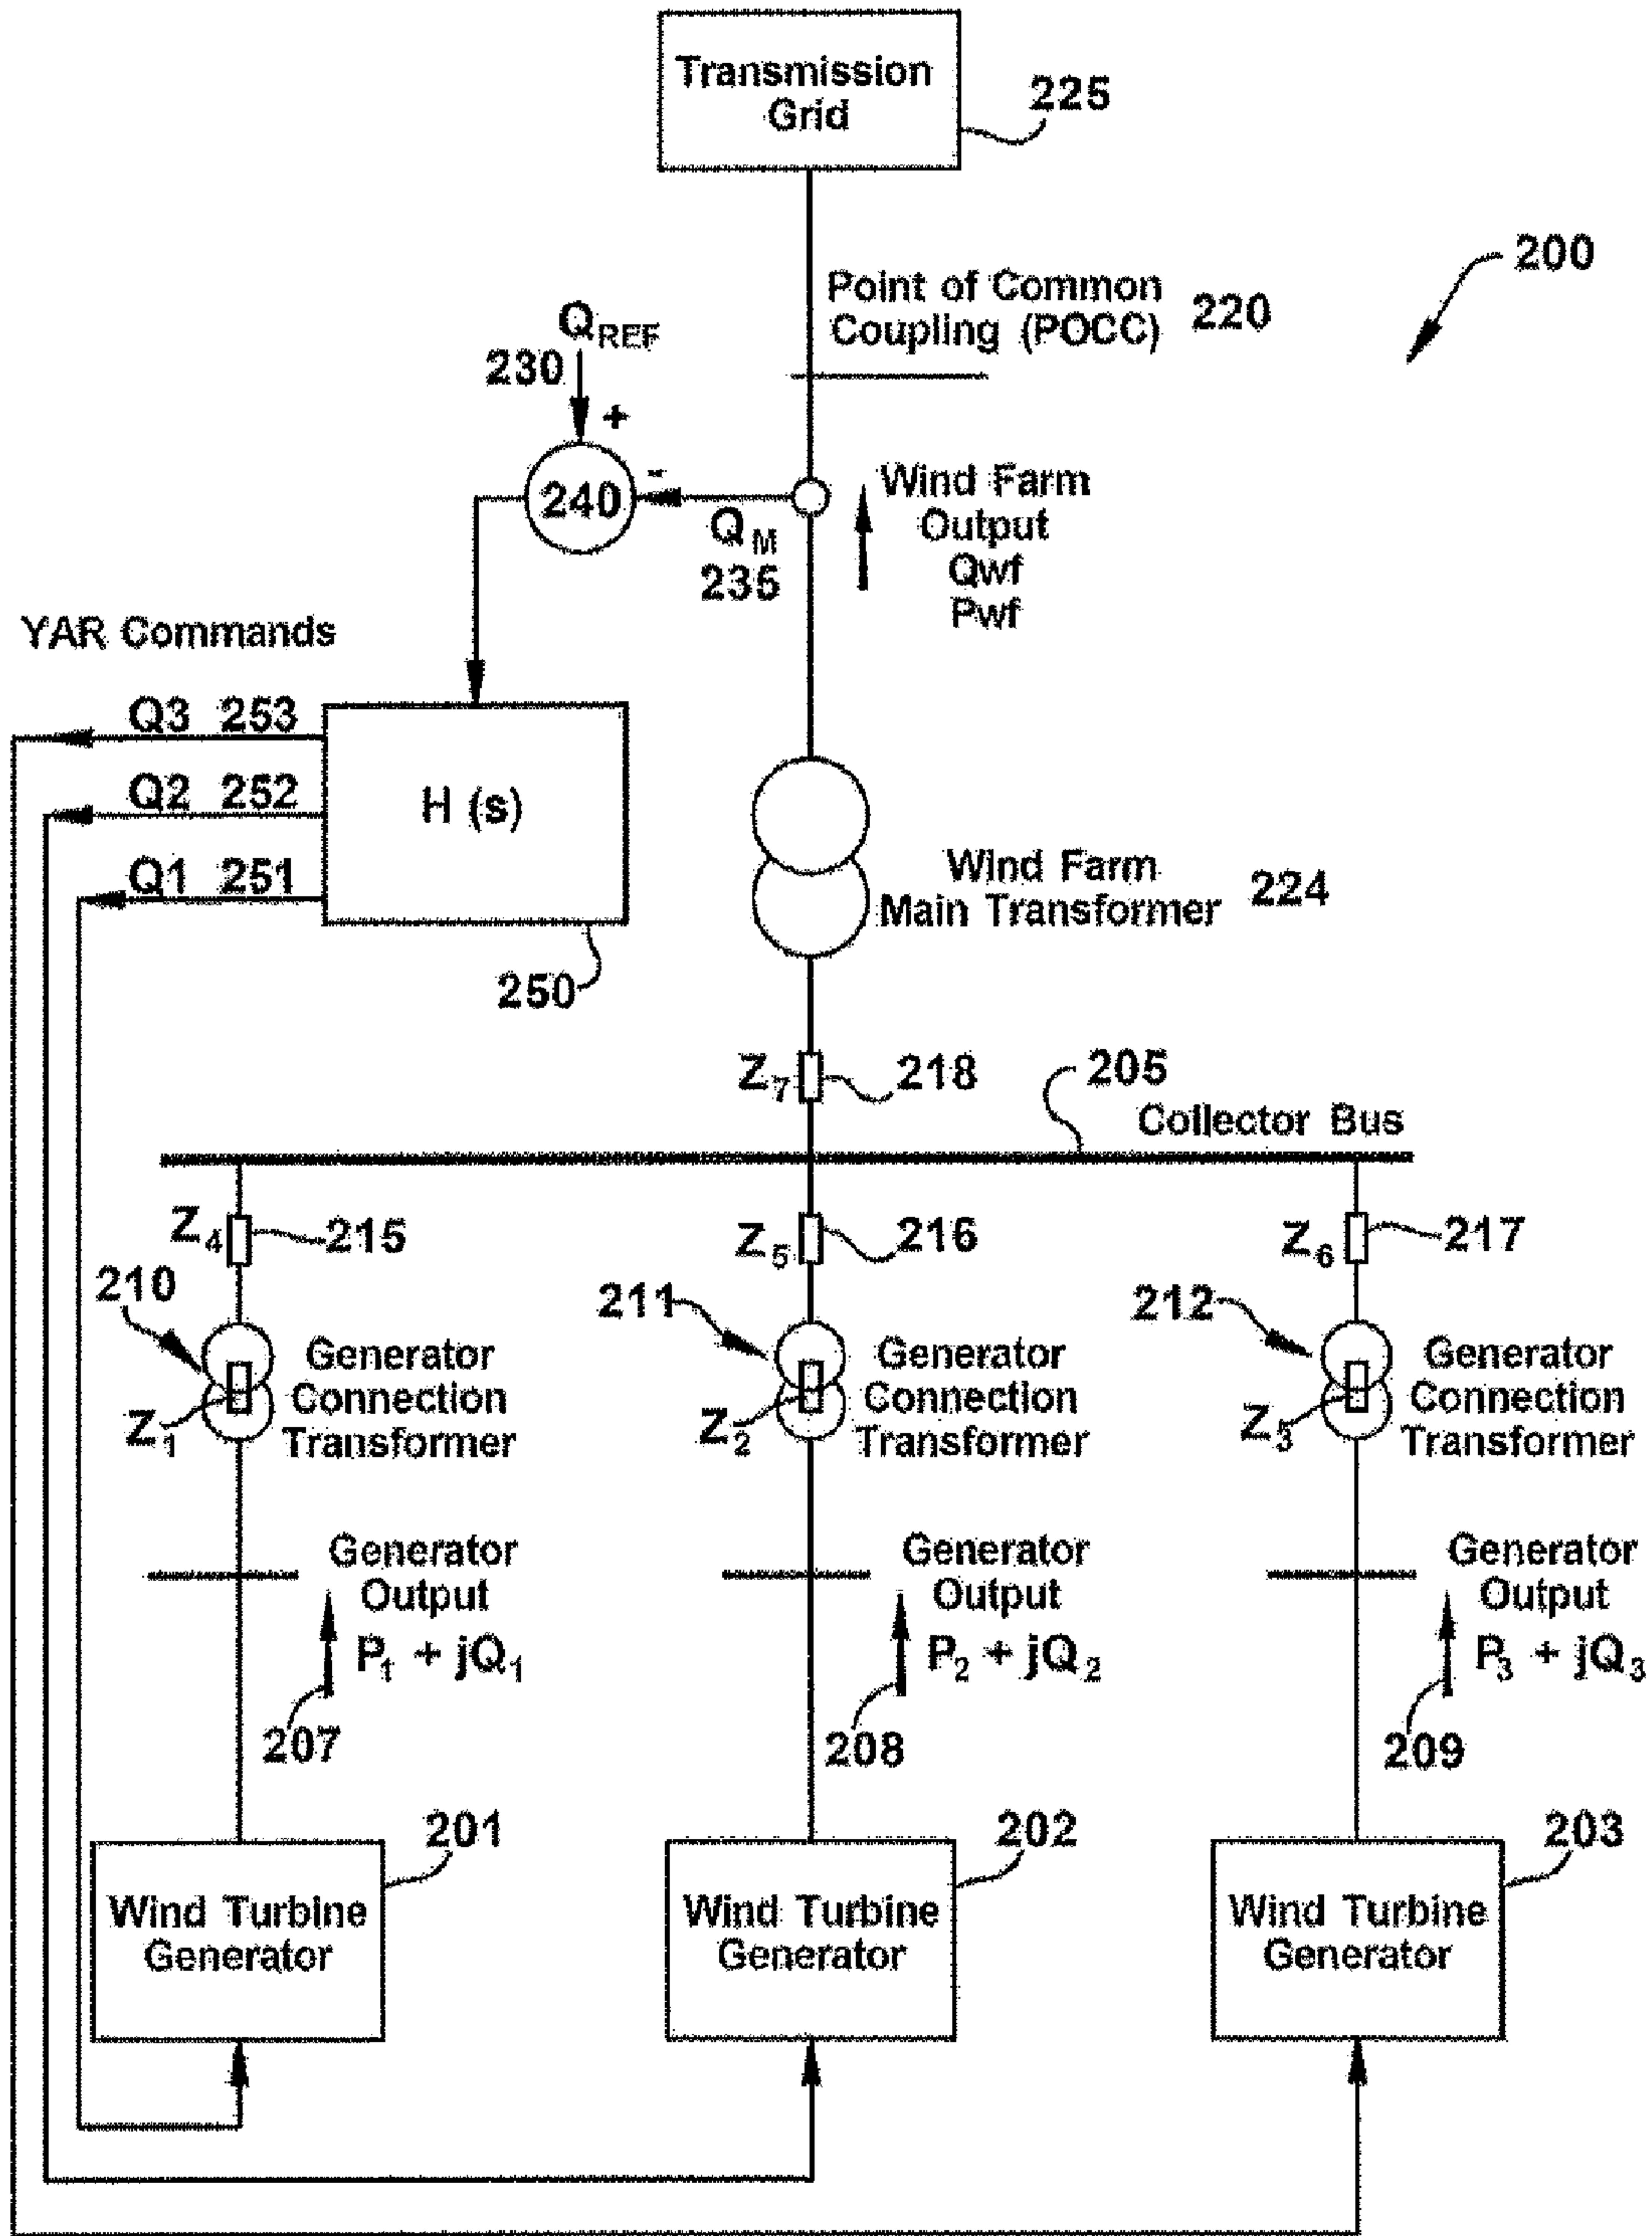 Transmission
Grid
225
200
Point of Common
Coupling (POCC) 220
QREF
230
+
240
-
QM
235
Wind Farm
Output
Qwf
Pwf
YAR Commands
Q3 253
Q2 252
Q1 251
H (s)
250
Wind Farm
Main Transformer 224
Z7 218
205
Collector Bus
Z4 215
Z5 216
Z6 217
210
Generator
Connection
Transformer
Z1
211
Generator
Connection
Transformer
Z2
212
Generator
Connection
Transformer
Z3
Generator
Output
P1 + jQ1
207
Generator
Output
P2 + jQ2
208
Generator
Output
P3 + jQ3
209
201
Wind Turbine
Generator
202
Wind Turbine
Generator
203
Wind Turbine
Generator